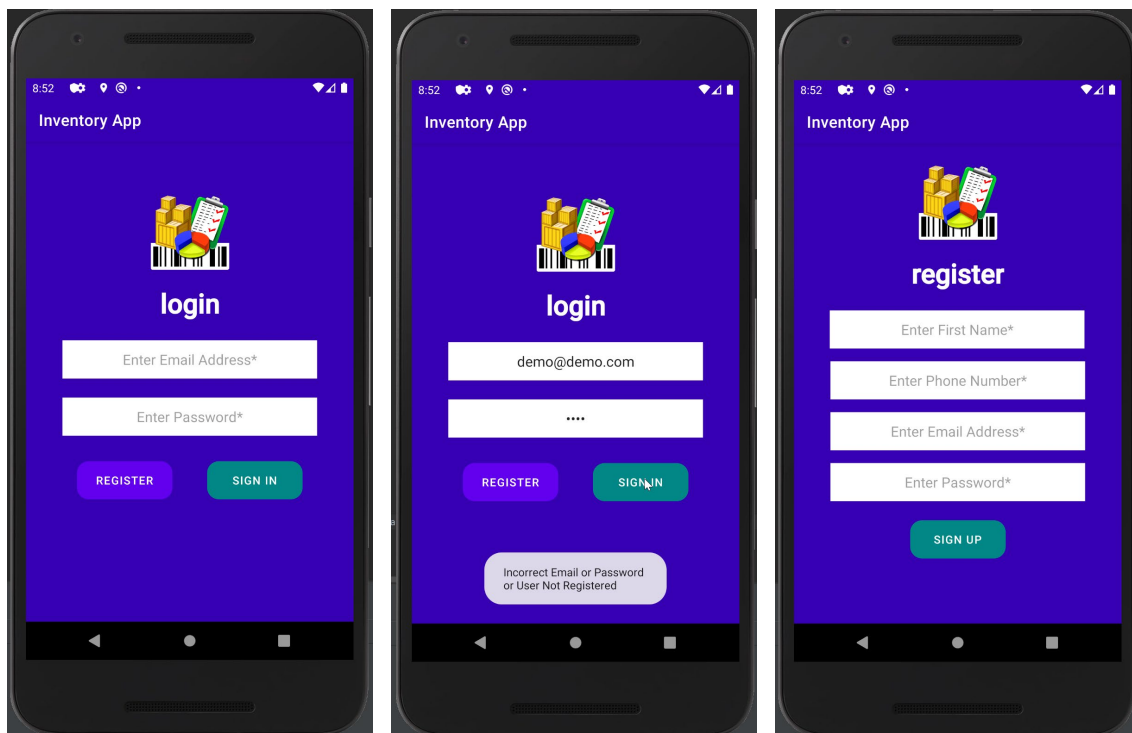 8:52
Inventory App
login
Enter Email Address*
Enter Password*
REGISTER
SIGN IN
8:52
Inventory App
login
demo@demo.com
••••
REGISTER
SIGN IN
Incorrect Email or Password
or User Not Registered
8:52
Inventory App
register
Enter First Name*
Enter Phone Number*
Enter Email Address*
Enter Password*
SIGN UP